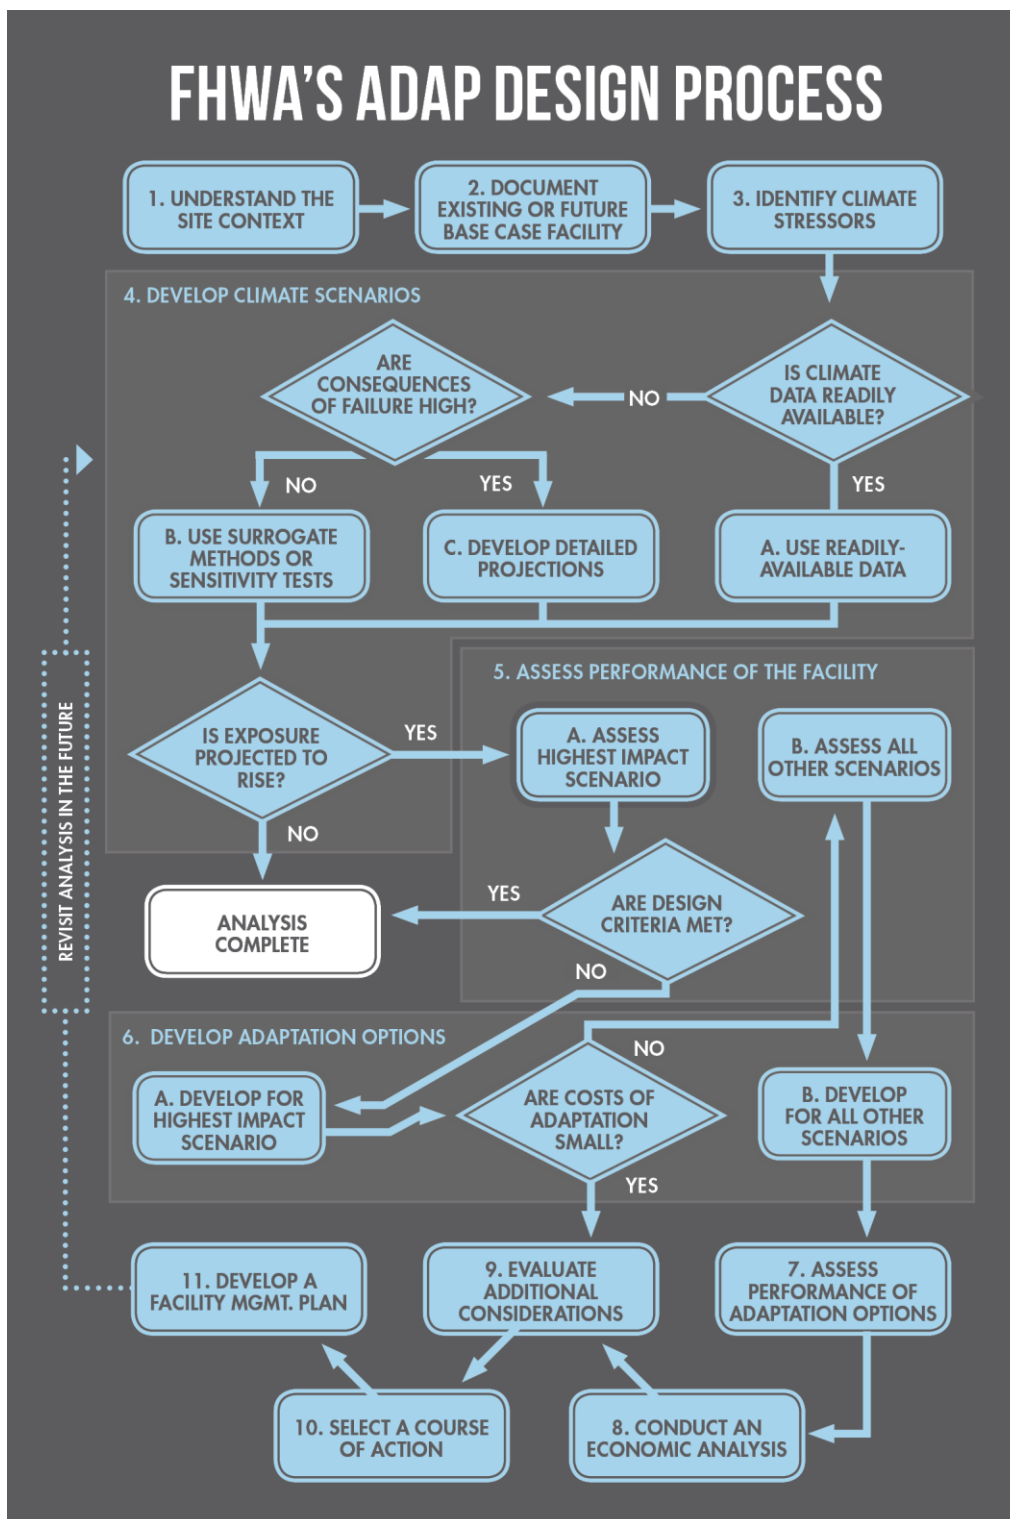 FHWA'S ADAP DESIGN PROCESS
1. UNDERSTAND THE
SITE CONTEXT
2. DOCUMENT
EXISTING OR FUTURE
BASE CASE FACILITY
3. IDENTIFY CLIMATE
STRESSORS
4. DEVELOP CLIMATE SCENARIOS
ARE
CONSEQUENCES
OF FAILURE HIGH?
NO
IS CLIMATE
DATA READILY
AVAILABLE?
NO
YES
YES
B. USE SURROGATE
METHODS OR
SENSITIVITY TESTS
C. DEVELOP DETAILED
PROJECTIONS
A. USE READILY-
AVAILABLE DATA
5. ASSESS PERFORMANCE OF THE FACILITY
IS EXPOSURE
PROJECTED TO
RISE?
YES
A. ASSESS
HIGHEST IMPACT
SCENARIO
B. ASSESS ALL
OTHER SCENARIOS
NO
REVISIT ANALYSIS IN THE FUTURE
ANALYSIS
COMPLETE
YES
ARE DESIGN
CRITERIA MET?
NO
6. DEVELOP ADAPTATION OPTIONS
NO
A. DEVELOP FOR
HIGHEST IMPACT
SCENARIO
ARE COSTS OF
ADAPTATION
SMALL?
B. DEVELOP
FOR ALL OTHER
SCENARIOS
YES
11. DEVELOP A
FACILITY MGMT. PLAN
9. EVALUATE
ADDITIONAL
CONSIDERATIONS
7. ASSESS
PERFORMANCE OF
ADAPTATION OPTIONS
10. SELECT A COURSE
OF ACTION
8. CONDUCT AN
ECONOMIC ANALYSIS